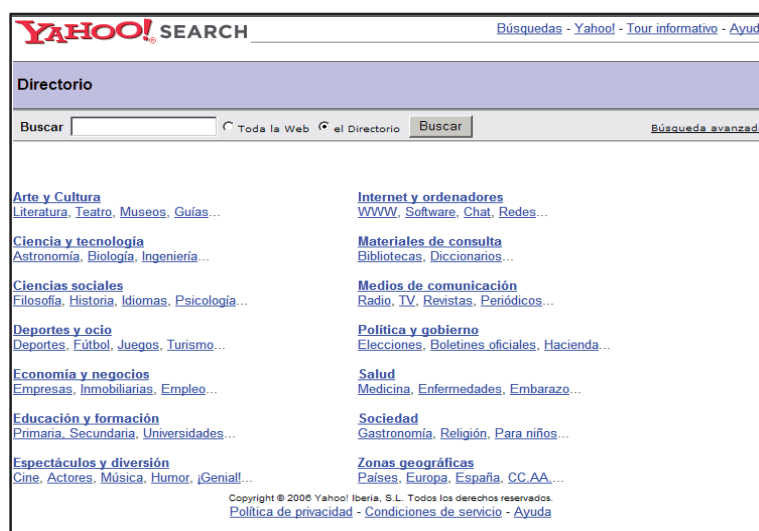 YAHOO! SEARCH
Búsquedas - Yahoo! - Tour informativo - Ayud
Directorio
Buscar Toda la Web el Directorio Buscar Búsqueda avanzad
Arte y Cultura
Literatura, Teatro, Museos, Guías...
Ciencia y tecnología
Astronomía, Biología, Ingeniería...
Ciencias sociales
Filosofía, Historia, Idiomas, Psicología...
Deportes y ocio
Deportes, Fútbol, Juegos, Turismo...
Economía y negocios
Empresas, Inmobiliarias, Empleo...
Educación y formación
Primaria, Secundaria, Universidades...
Espectáculos y diversión
Cine, Actores, Música, Humor, ¡Genial!...
Internet y ordenadores
WWW, Software, Chat, Redes...
Materiales de consulta
Bibliotecas, Diccionarios...
Medios de comunicación
Radio, TV, Revistas, Periódicos...
Política y gobierno
Elecciones, Boletines oficiales, Hacienda...
Salud
Medicina, Enfermedades, Embarazo...
Sociedad
Gastronomía, Religión, Para niños...
Zonas geográficas
Países, Europa, España, CC.AA....
Copyright © 2006 Yahoo! Iberia, S.L. Todos los derechos reservados.
Política de privacidad - Condiciones de servicio - Ayuda